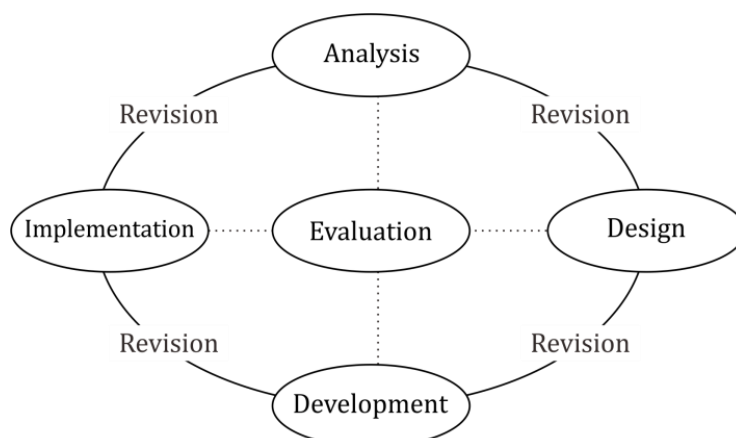 Analysis
Revision
Revision
Implementation
Evaluation
Design
Revision
Revision
Development